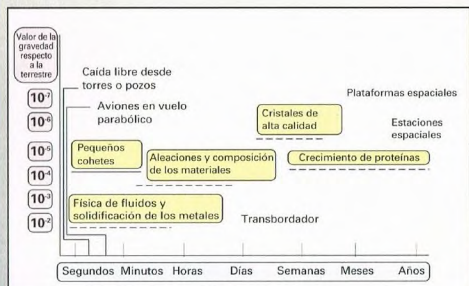 Valor de la
gravedad
respecto
a la
terrestre
Caída libre desde
torres o pozos
Plataformas espaciales
10⁻⁷
Aviones en vuelo
parabólico
10⁻⁶
Cristales de
alta calidad
Estaciones
espaciales
10⁻⁵
Pequeños
cohetes
Aleaciones y composición
de los materiales
Crecimiento de proteínas
10⁻⁴
10⁻³
Física de fluidos y
solidificación de los metales
Transbordador
10⁻²
Segundos Minutos Horas Días Semanas Meses Años